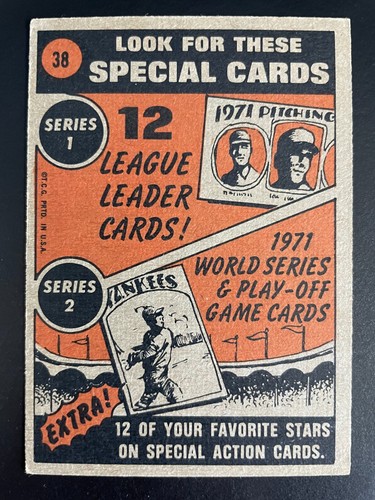 38
LOOK FOR THESE
SPECIAL CARDS
SERIES
1
12
LEAGUE
LEADER
CARDS!
1971 PITCHING
©T.C.G. PRTD. IN U.S.A.
1971
WORLD SERIES
& PLAY-OFF
GAME CARDS
SERIES
2
YANKEES
EXTRA!
12 OF YOUR FAVORITE STARS
ON SPECIAL ACTION CARDS.